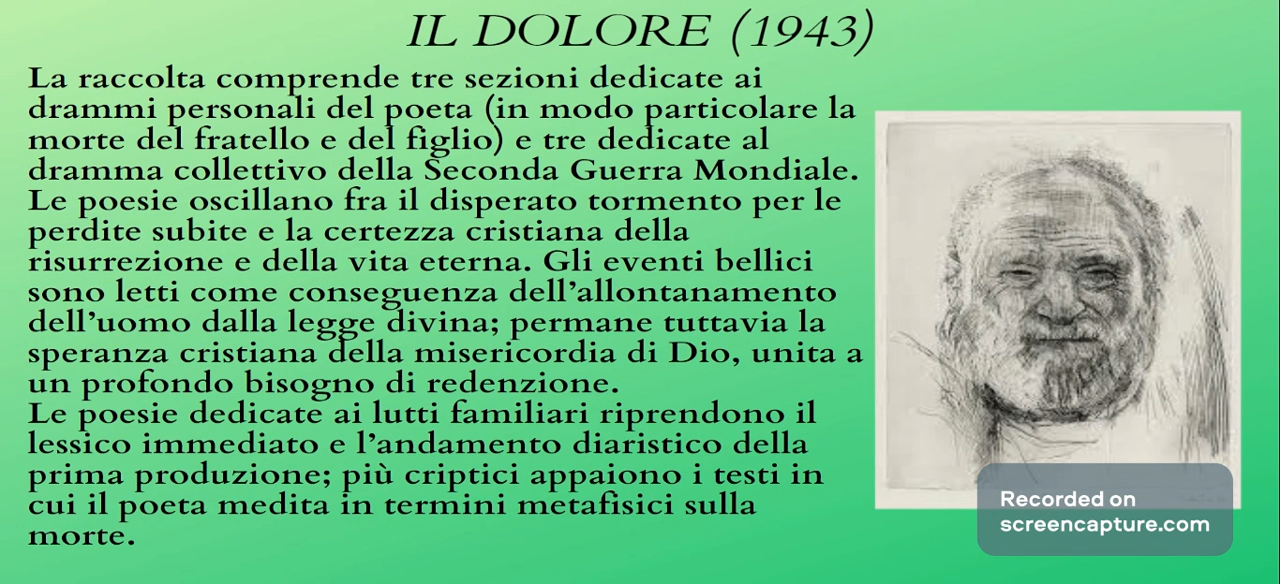 IL DOLORE (1943)
La raccolta comprende tre sezioni dedicate ai
drammi personali del poeta (in modo particolare la
morte del fratello e del figlio) e tre dedicate al
dramma collettivo della Seconda Guerra Mondiale.
Le poesie oscillano fra il disperato tormento per le
perdite subite e la certezza cristiana della
risurrezione e della vita eterna. Gli eventi bellici
sono letti come conseguenza dell’allontanamento
dell’uomo dalla legge divina; permane tuttavia la
speranza cristiana della misericordia di Dio, unita a
un profondo bisogno di redenzione.
Le poesie dedicate ai lutti familiari riprendono il
lessico immediato e l’andamento diaristico della
prima produzione; più criptici appaiono i testi in
cui il poeta medita in termini metafisici sulla
morte.
Recorded on
screencapture.com